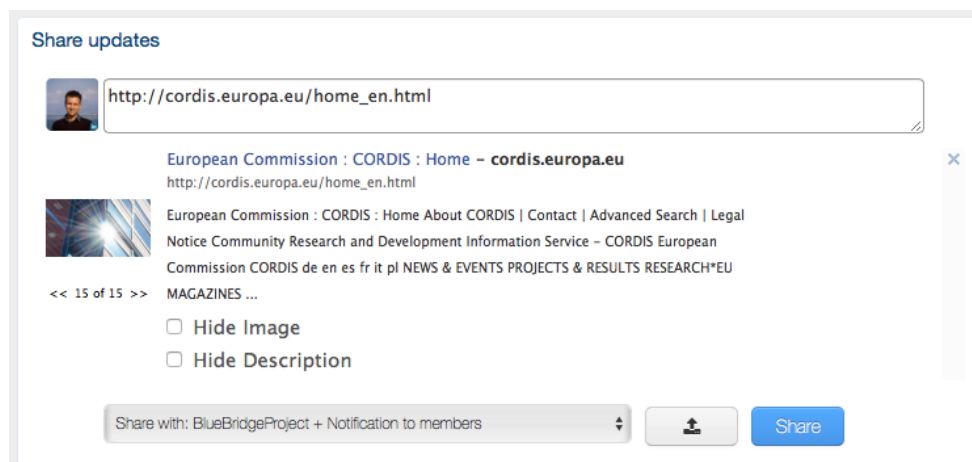 Share updates
http://cordis.europa.eu/home_en.html
European Commission : CORDIS : Home – cordis.europa.eu
http://cordis.europa.eu/home_en.html
European Commission : CORDIS : Home About CORDIS | Contact | Advanced Search | Legal
Notice Community Research and Development Information Service – CORDIS European
Commission CORDIS de en es fr it pl NEWS & EVENTS PROJECTS & RESULTS RESEARCH*EU
MAGAZINES ...
<< 15 of 15 >>
Hide Image
Hide Description
Share with: BlueBridgeProject + Notification to members
Share